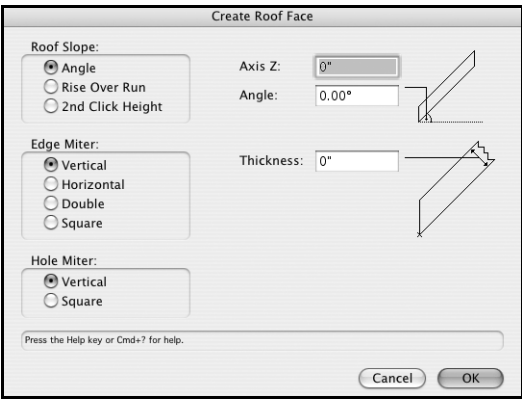 Create Roof Face
Roof Slope:
Angle
Rise Over Run
2nd Click Height
Axis Z: 0"
Angle: 0.00°
Edge Miter:
Vertical
Horizontal
Double
Square
Thickness: 0"
Hole Miter:
Vertical
Square
Press the Help key or Cmd+? for help.
Cancel OK